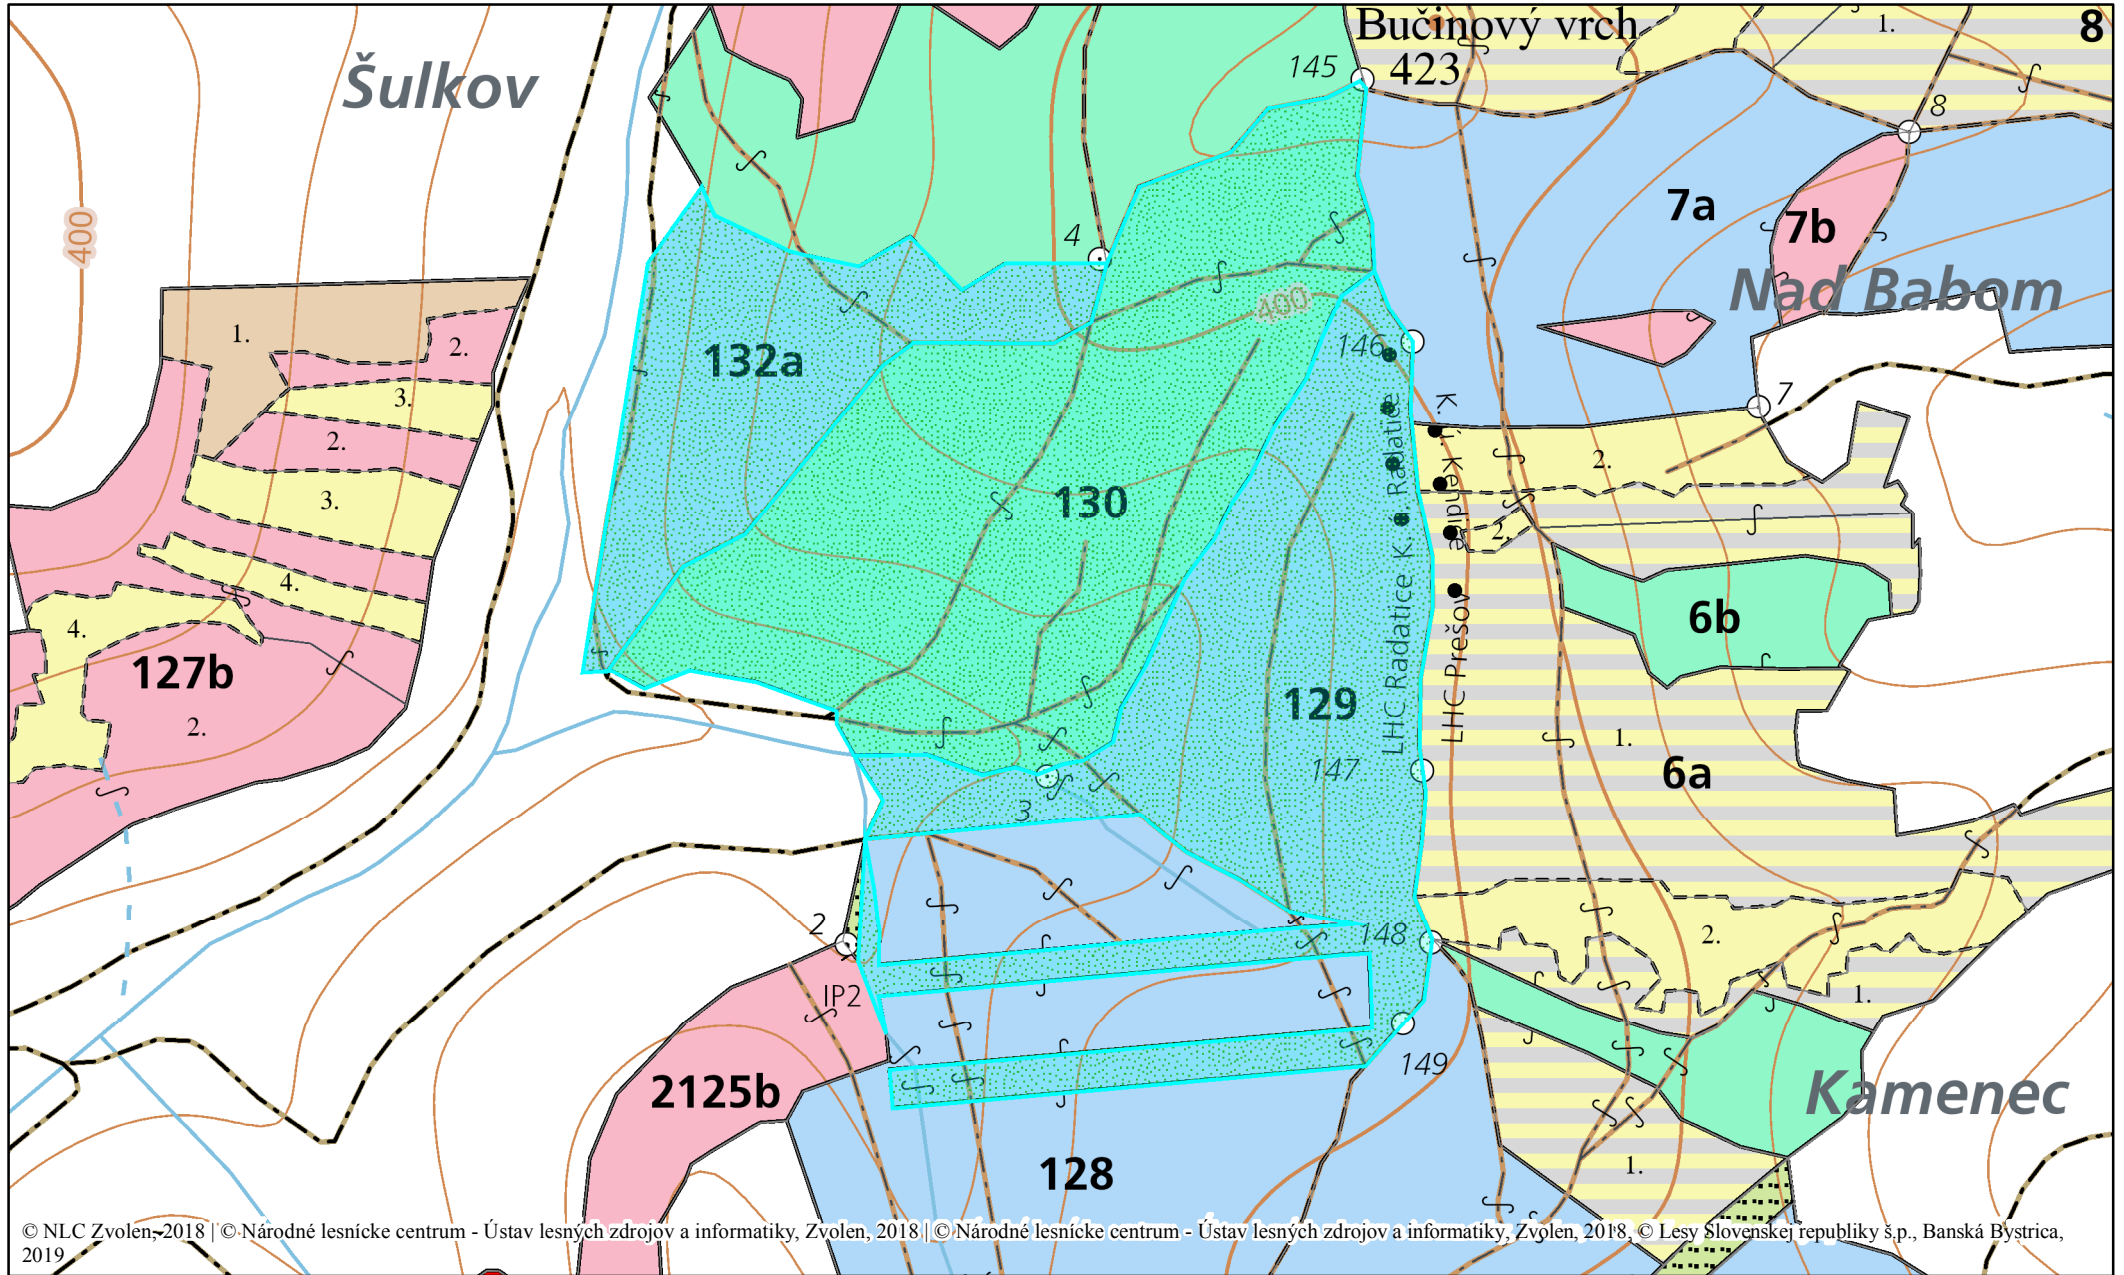 Bučinový vrch
423
1.
8
Šulkov
145
8
4
7a
7b
400
Nad Babom
400
1.
2.
132a
146
3.
7
2.
2.
K. ú. Kendice
3.
130
2.
4.
6b
4.
127b
129
LHC Radatice K. ú. Radatice
LHC Prešov
2.
1.
147
6a
3
2
148
2.
IP2
1.
149
2125b
Kamenec
128
1.
© NLC Zvolen, 2018 | © Národné lesnícke centrum - Ústav lesných zdrojov a informatiky, Zvolen, 2018 | © Národné lesnícke centrum - Ústav lesných zdrojov a informatiky, Zvolen, 2018, © Lesy Slovenskej republiky š.p., Banská Bystrica,
2019